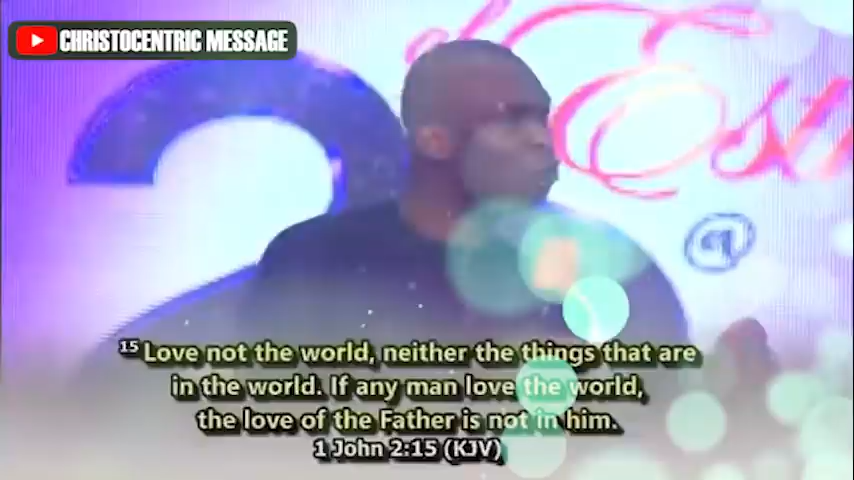 CHRISTOCENTRIC MESSAGE
2
@
15 Love not the world, neither the things that are
in the world. If any man love the world,
the love of the Father is not in him.
1 John 2:15 (KJV)